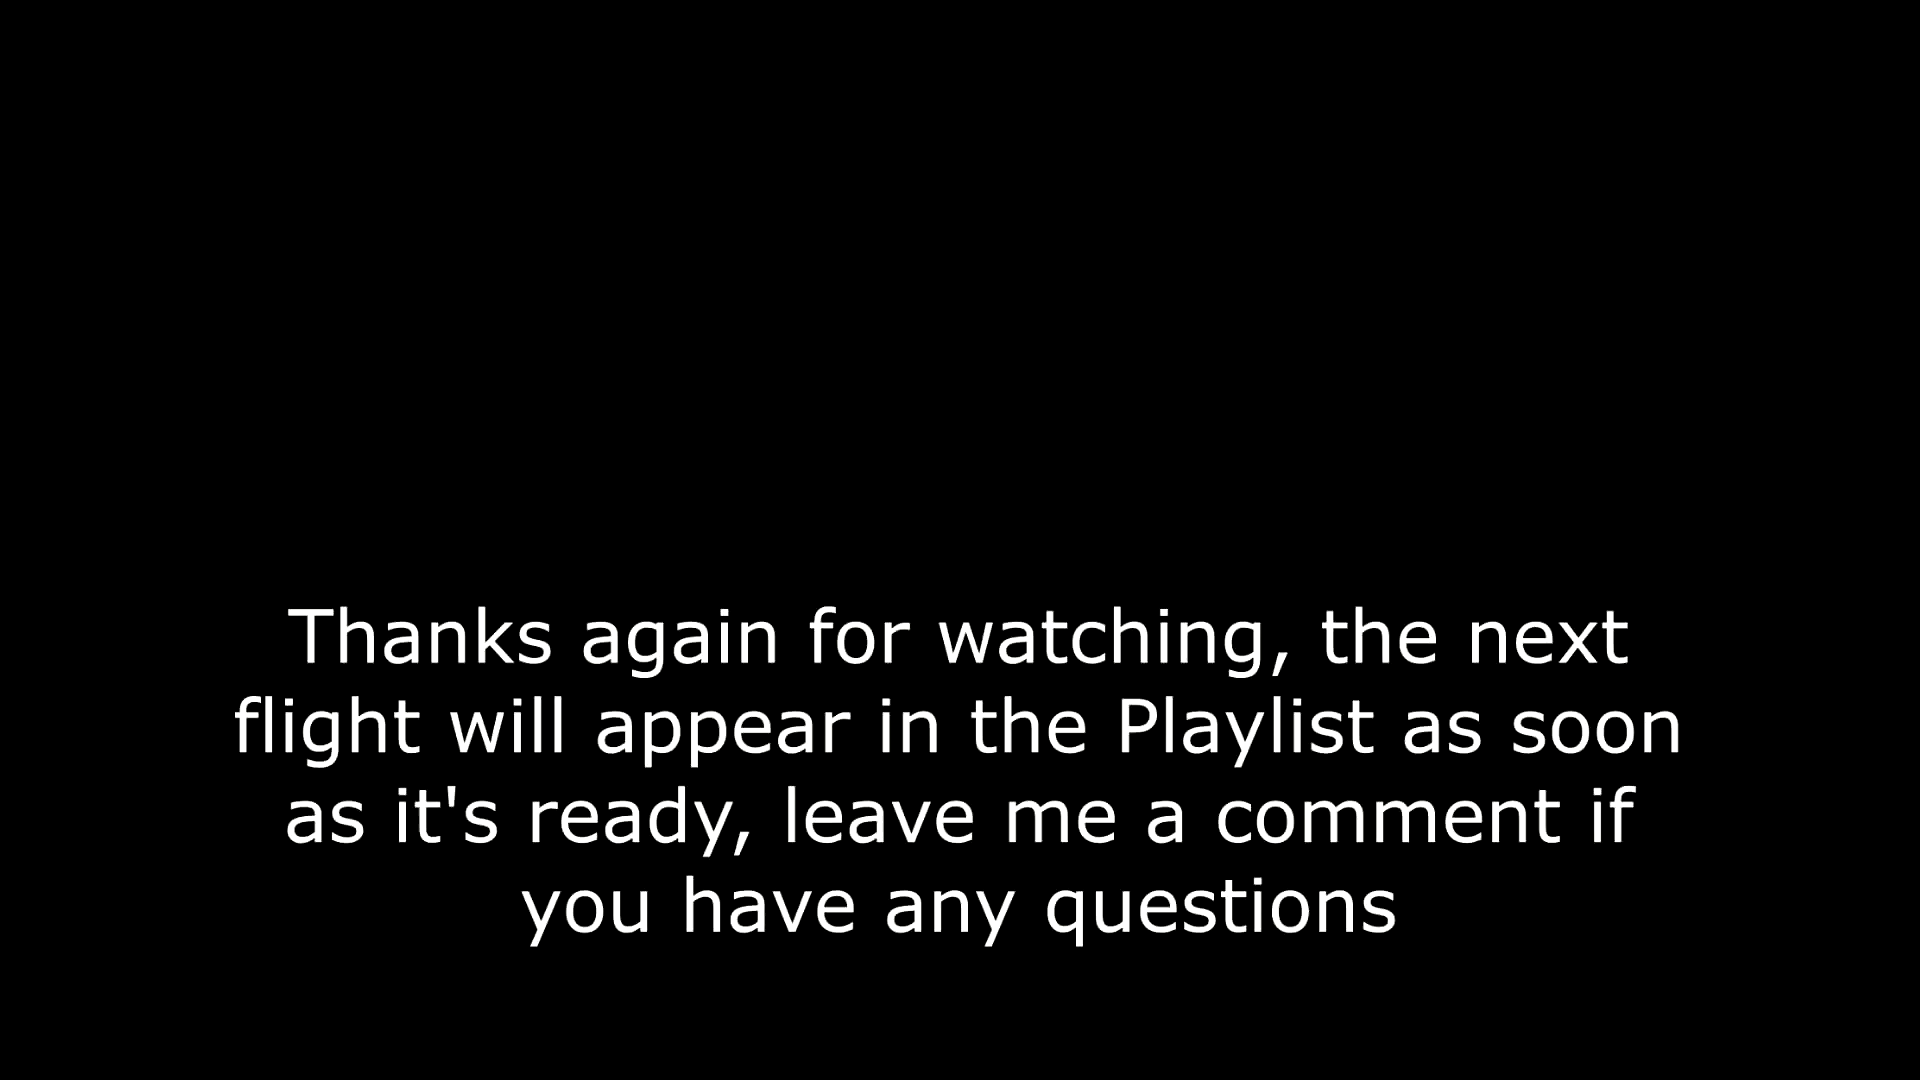 Thanks again for watching, the next
flight will appear in the Playlist as soon
as it's ready, leave me a comment if
you have any questions